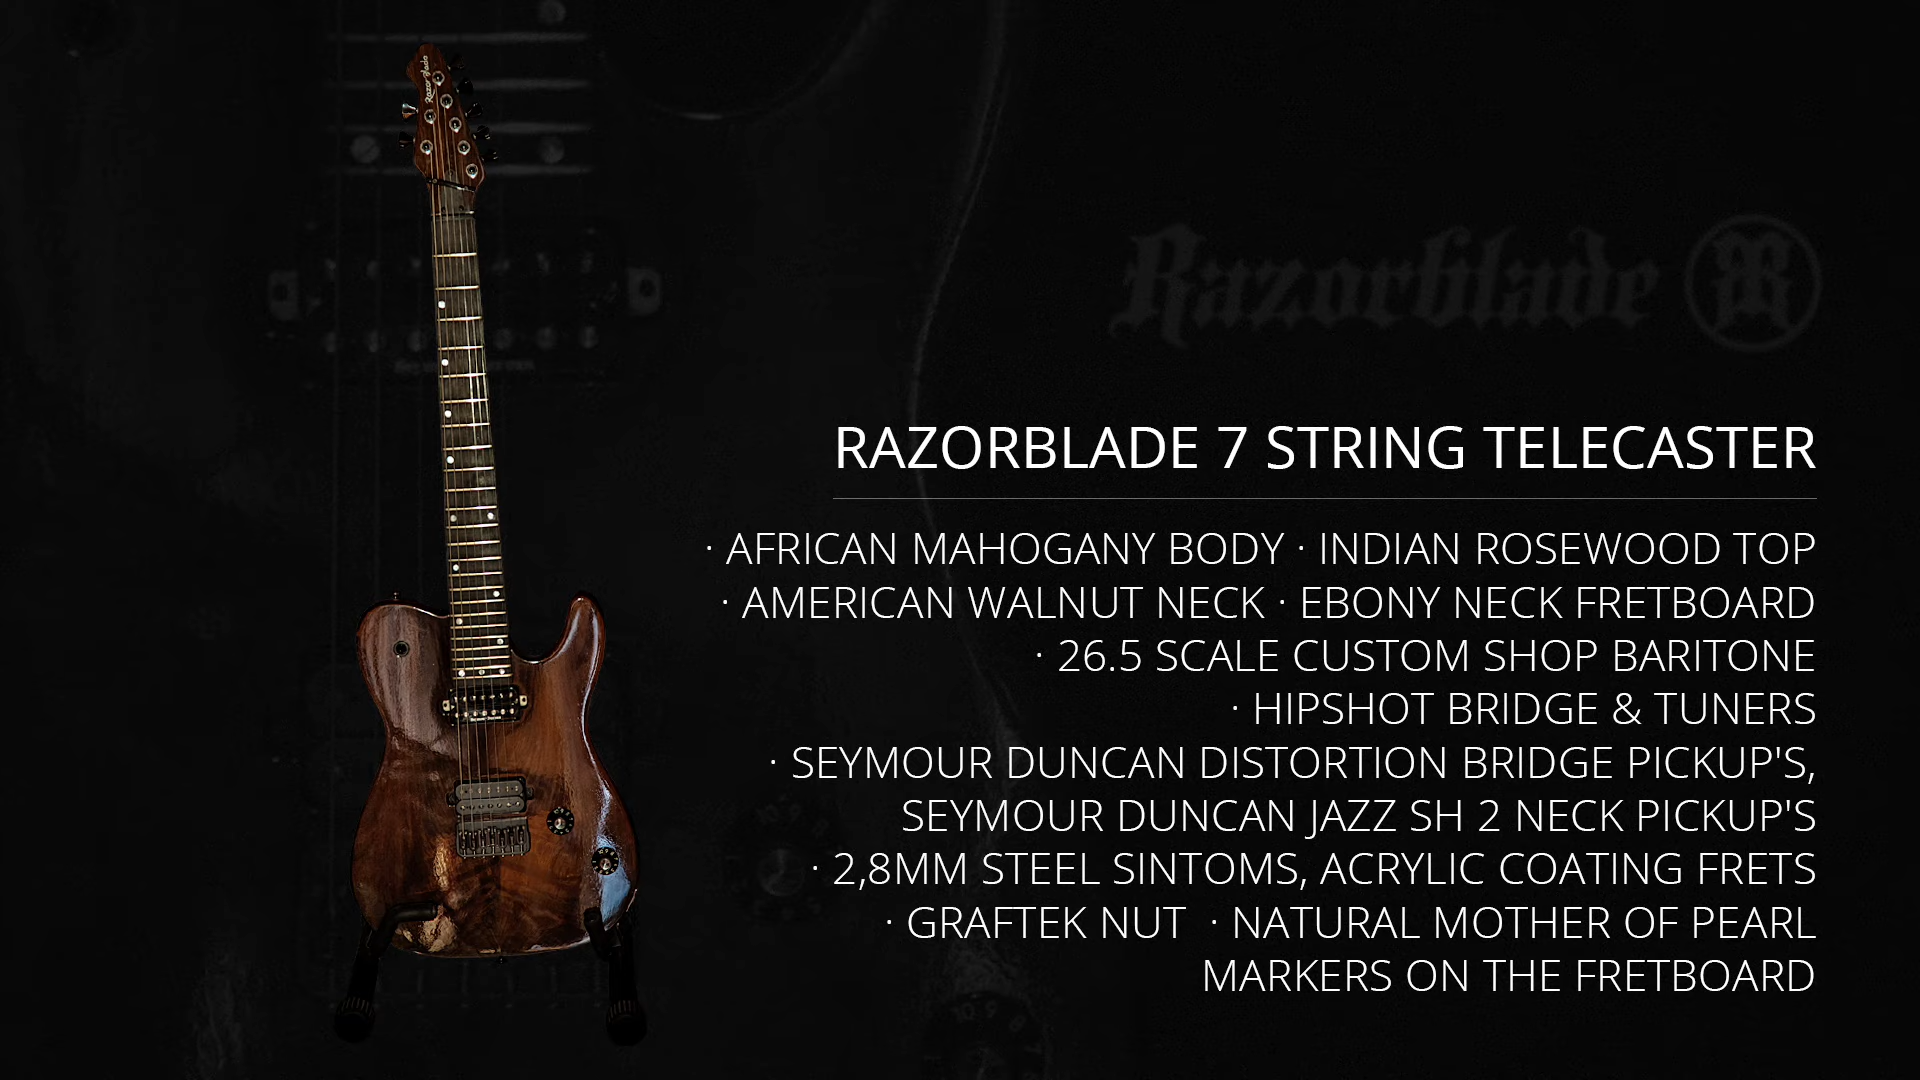 Razorblade
Razorblade
RAZORBLADE 7 STRING TELECASTER
· AFRICAN MAHOGANY BODY · INDIAN ROSEWOOD TOP
· AMERICAN WALNUT NECK · EBONY NECK FRETBOARD
· 26.5 SCALE CUSTOM SHOP BARITONE
· HIPSHOT BRIDGE & TUNERS
· SEYMOUR DUNCAN DISTORTION BRIDGE PICKUP'S,
SEYMOUR DUNCAN JAZZ SH 2 NECK PICKUP'S
· 2,8MM STEEL SINTOMS, ACRYLIC COATING FRETS
· GRAFTEK NUT · NATURAL MOTHER OF PEARL
MARKERS ON THE FRETBOARD